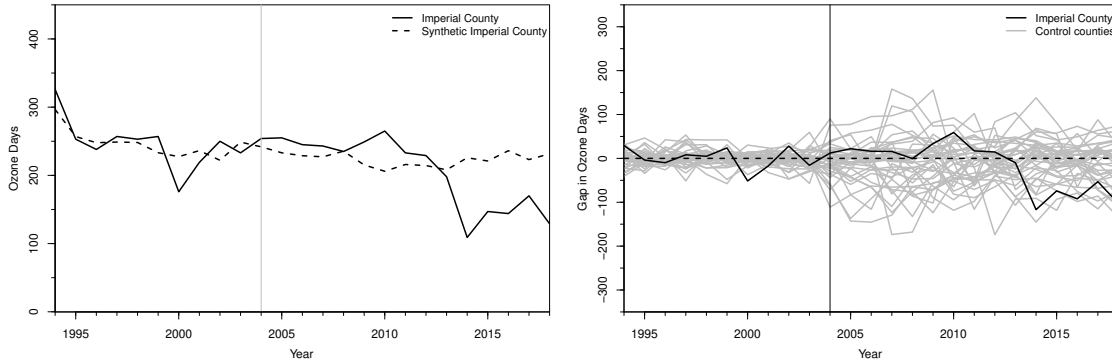 Imperial County
Synthetic Imperial County
Ozone Days
400
300
200
100
0
1995 2000 2005 2010 2015
Year
Imperial County
Control counties
Gap in Ozone Days
300
200
100
0
−100
−200
−300
1995 2000 2005 2010 2015
Year